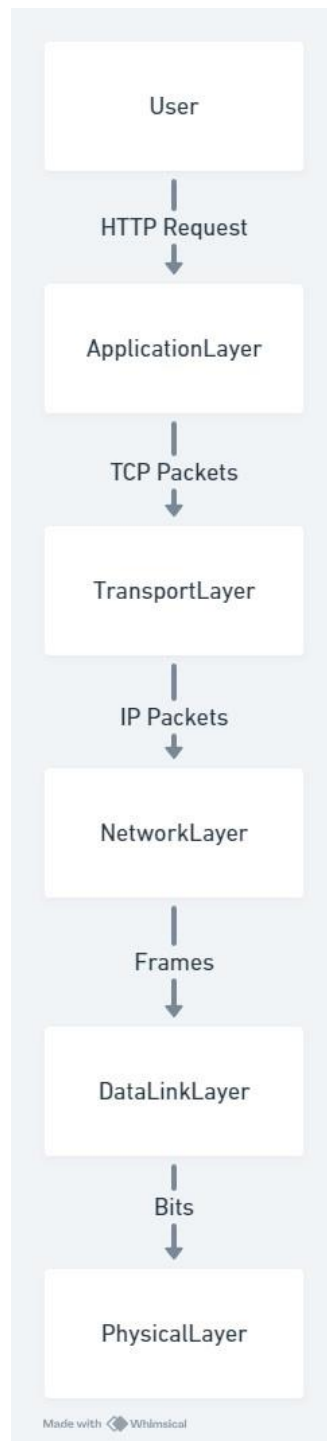 User
HTTP Request
ApplicationLayer
TCP Packets
TransportLayer
IP Packets
NetworkLayer
Frames
DataLinkLayer
Bits
PhysicalLayer
Made with Whimsical